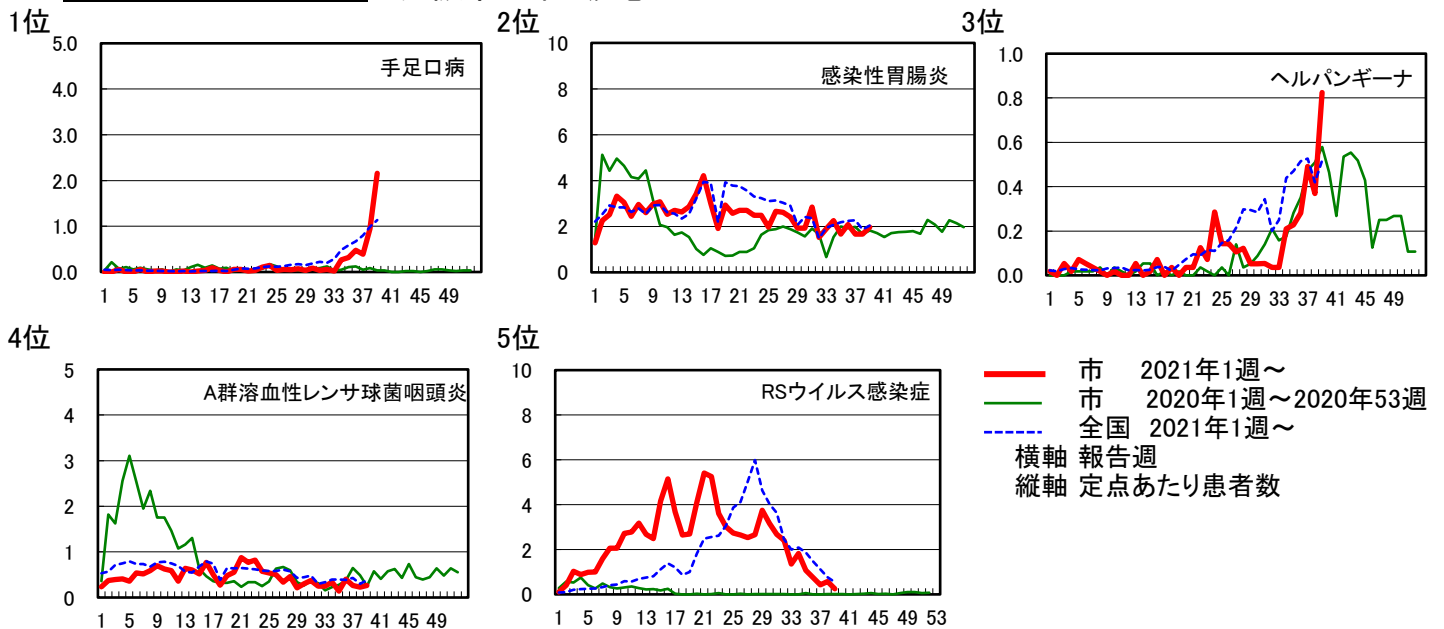 1位
手足口病
5.0
4.0
3.0
2.0
1.0
0.0
1 5 9 13 17 21 25 29 33 37 41 45 49
2位
感染性胃腸炎
10
8
6
4
2
0
1 5 9 13 17 21 25 29 33 37 41 45 49
3位
ヘルパンギーナ
1.0
0.8
0.6
0.4
0.2
0.0
1 5 9 13 17 21 25 29 33 37 41 45 49
4位
A群溶血性レンサ球菌咽頭炎
5
4
3
2
1
0
1 5 9 13 17 21 25 29 33 37 41 45 49
5位
RSウイルス感染症
10
8
6
4
2
0
1 5 9 13 17 21 25 29 33 37 41 45 49 53
市 2021年1週～
市 2020年1週～2020年53週
全国 2021年1週～
横軸 報告週
縦軸 定点あたり患者数